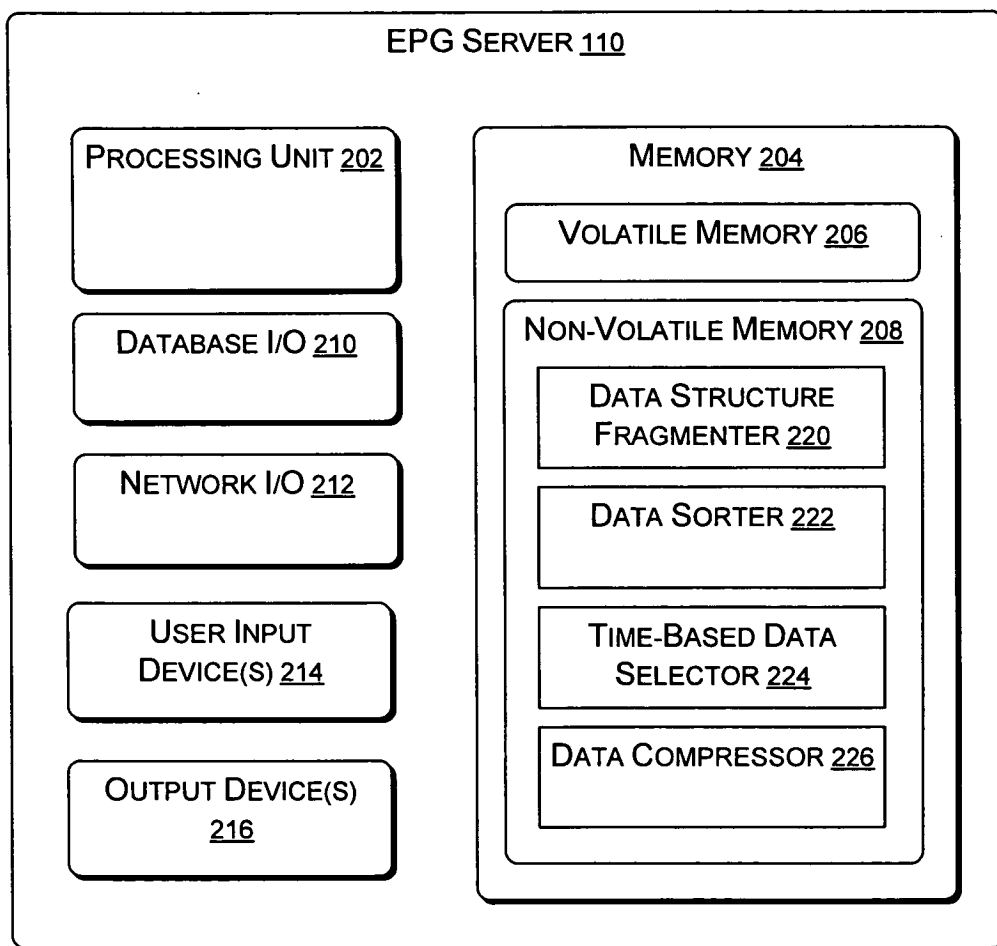 EPG SERVER 110
PROCESSING UNIT 202
DATABASE I/O 210
NETWORK I/O 212
USER INPUT
DEVICE(S) 214
OUTPUT DEVICE(S)
216
MEMORY 204
VOLATILE MEMORY 206
NON-VOLATILE MEMORY 208
DATA STRUCTURE
FRAGMENTER 220
DATA SORTER 222
TIME-BASED DATA
SELECTOR 224
DATA COMPRESSOR 226